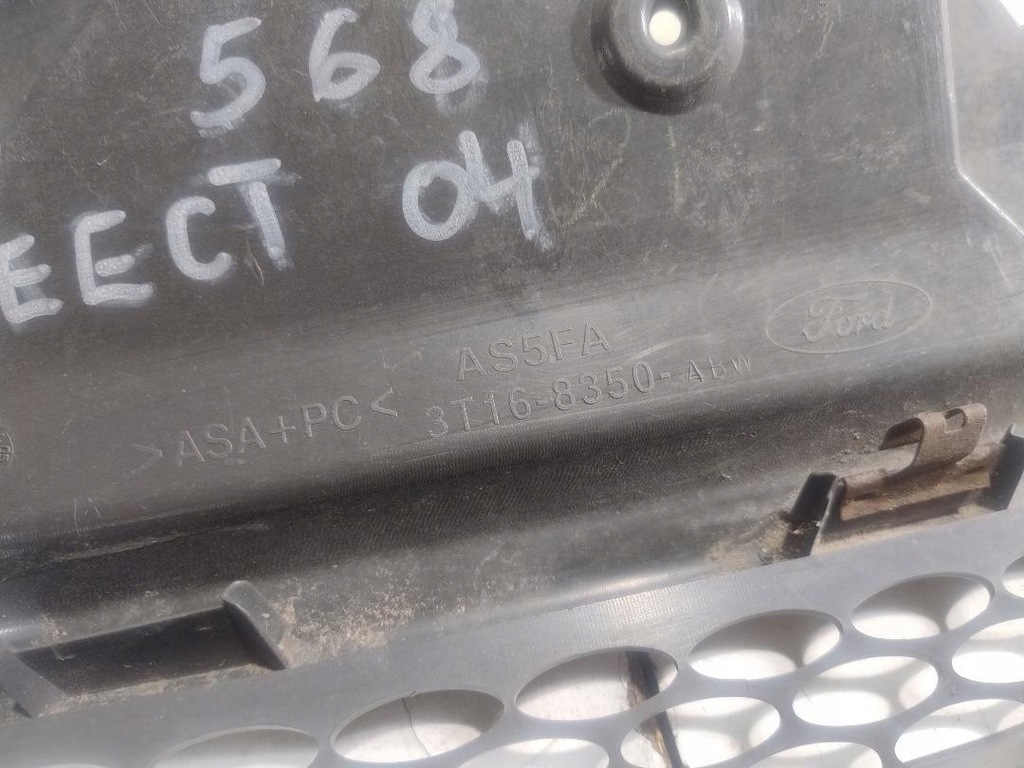 568
EECT 04
Ford
AS5FA
>ASA+PC< 3T16-8350-Abw